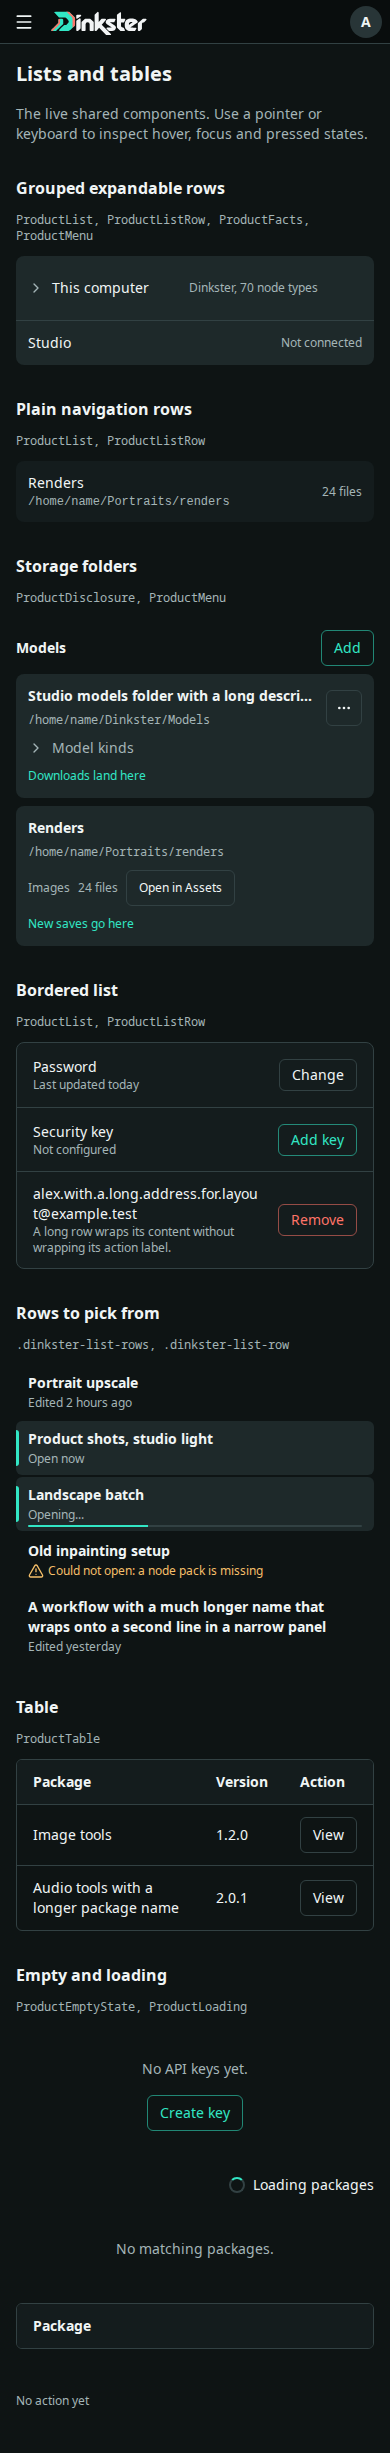 Dinkster
A
Lists and tables
The live shared components. Use a pointer or
keyboard to inspect hover, focus and pressed states.
Grouped expandable rows
ProductList, ProductListRow, ProductFacts,
ProductMenu
This computer Dinkster, 70 node types
Studio Not connected
Plain navigation rows
ProductList, ProductListRow
Renders
/home/name/Portraits/renders
24 files
Storage folders
ProductDisclosure, ProductMenu
Models Add
Studio models folder with a long descri...
/home/name/Dinkster/Models
Model kinds
Downloads land here
Renders
/home/name/Portraits/renders
Images 24 files Open in Assets
New saves go here
Bordered list
ProductList, ProductListRow
Password
Last updated today
Change
Security key
Not configured
Add key
alex.with.a.long.address.for.layou
t@example.test
A long row wraps its content without
wrapping its action label.
Remove
Rows to pick from
.dinkster-list-rows, .dinkster-list-row
Portrait upscale
Edited 2 hours ago
Product shots, studio light
Open now
Landscape batch
Opening...
Old inpainting setup
Could not open: a node pack is missing
A workflow with a much longer name that
wraps onto a second line in a narrow panel
Edited yesterday
Table
ProductTable
Package Version Action
Image tools 1.2.0 View
Audio tools with a
longer package name
2.0.1 View
Empty and loading
ProductEmptyState, ProductLoading
No API keys yet.
Create key
Loading packages
No matching packages.
Package
No action yet